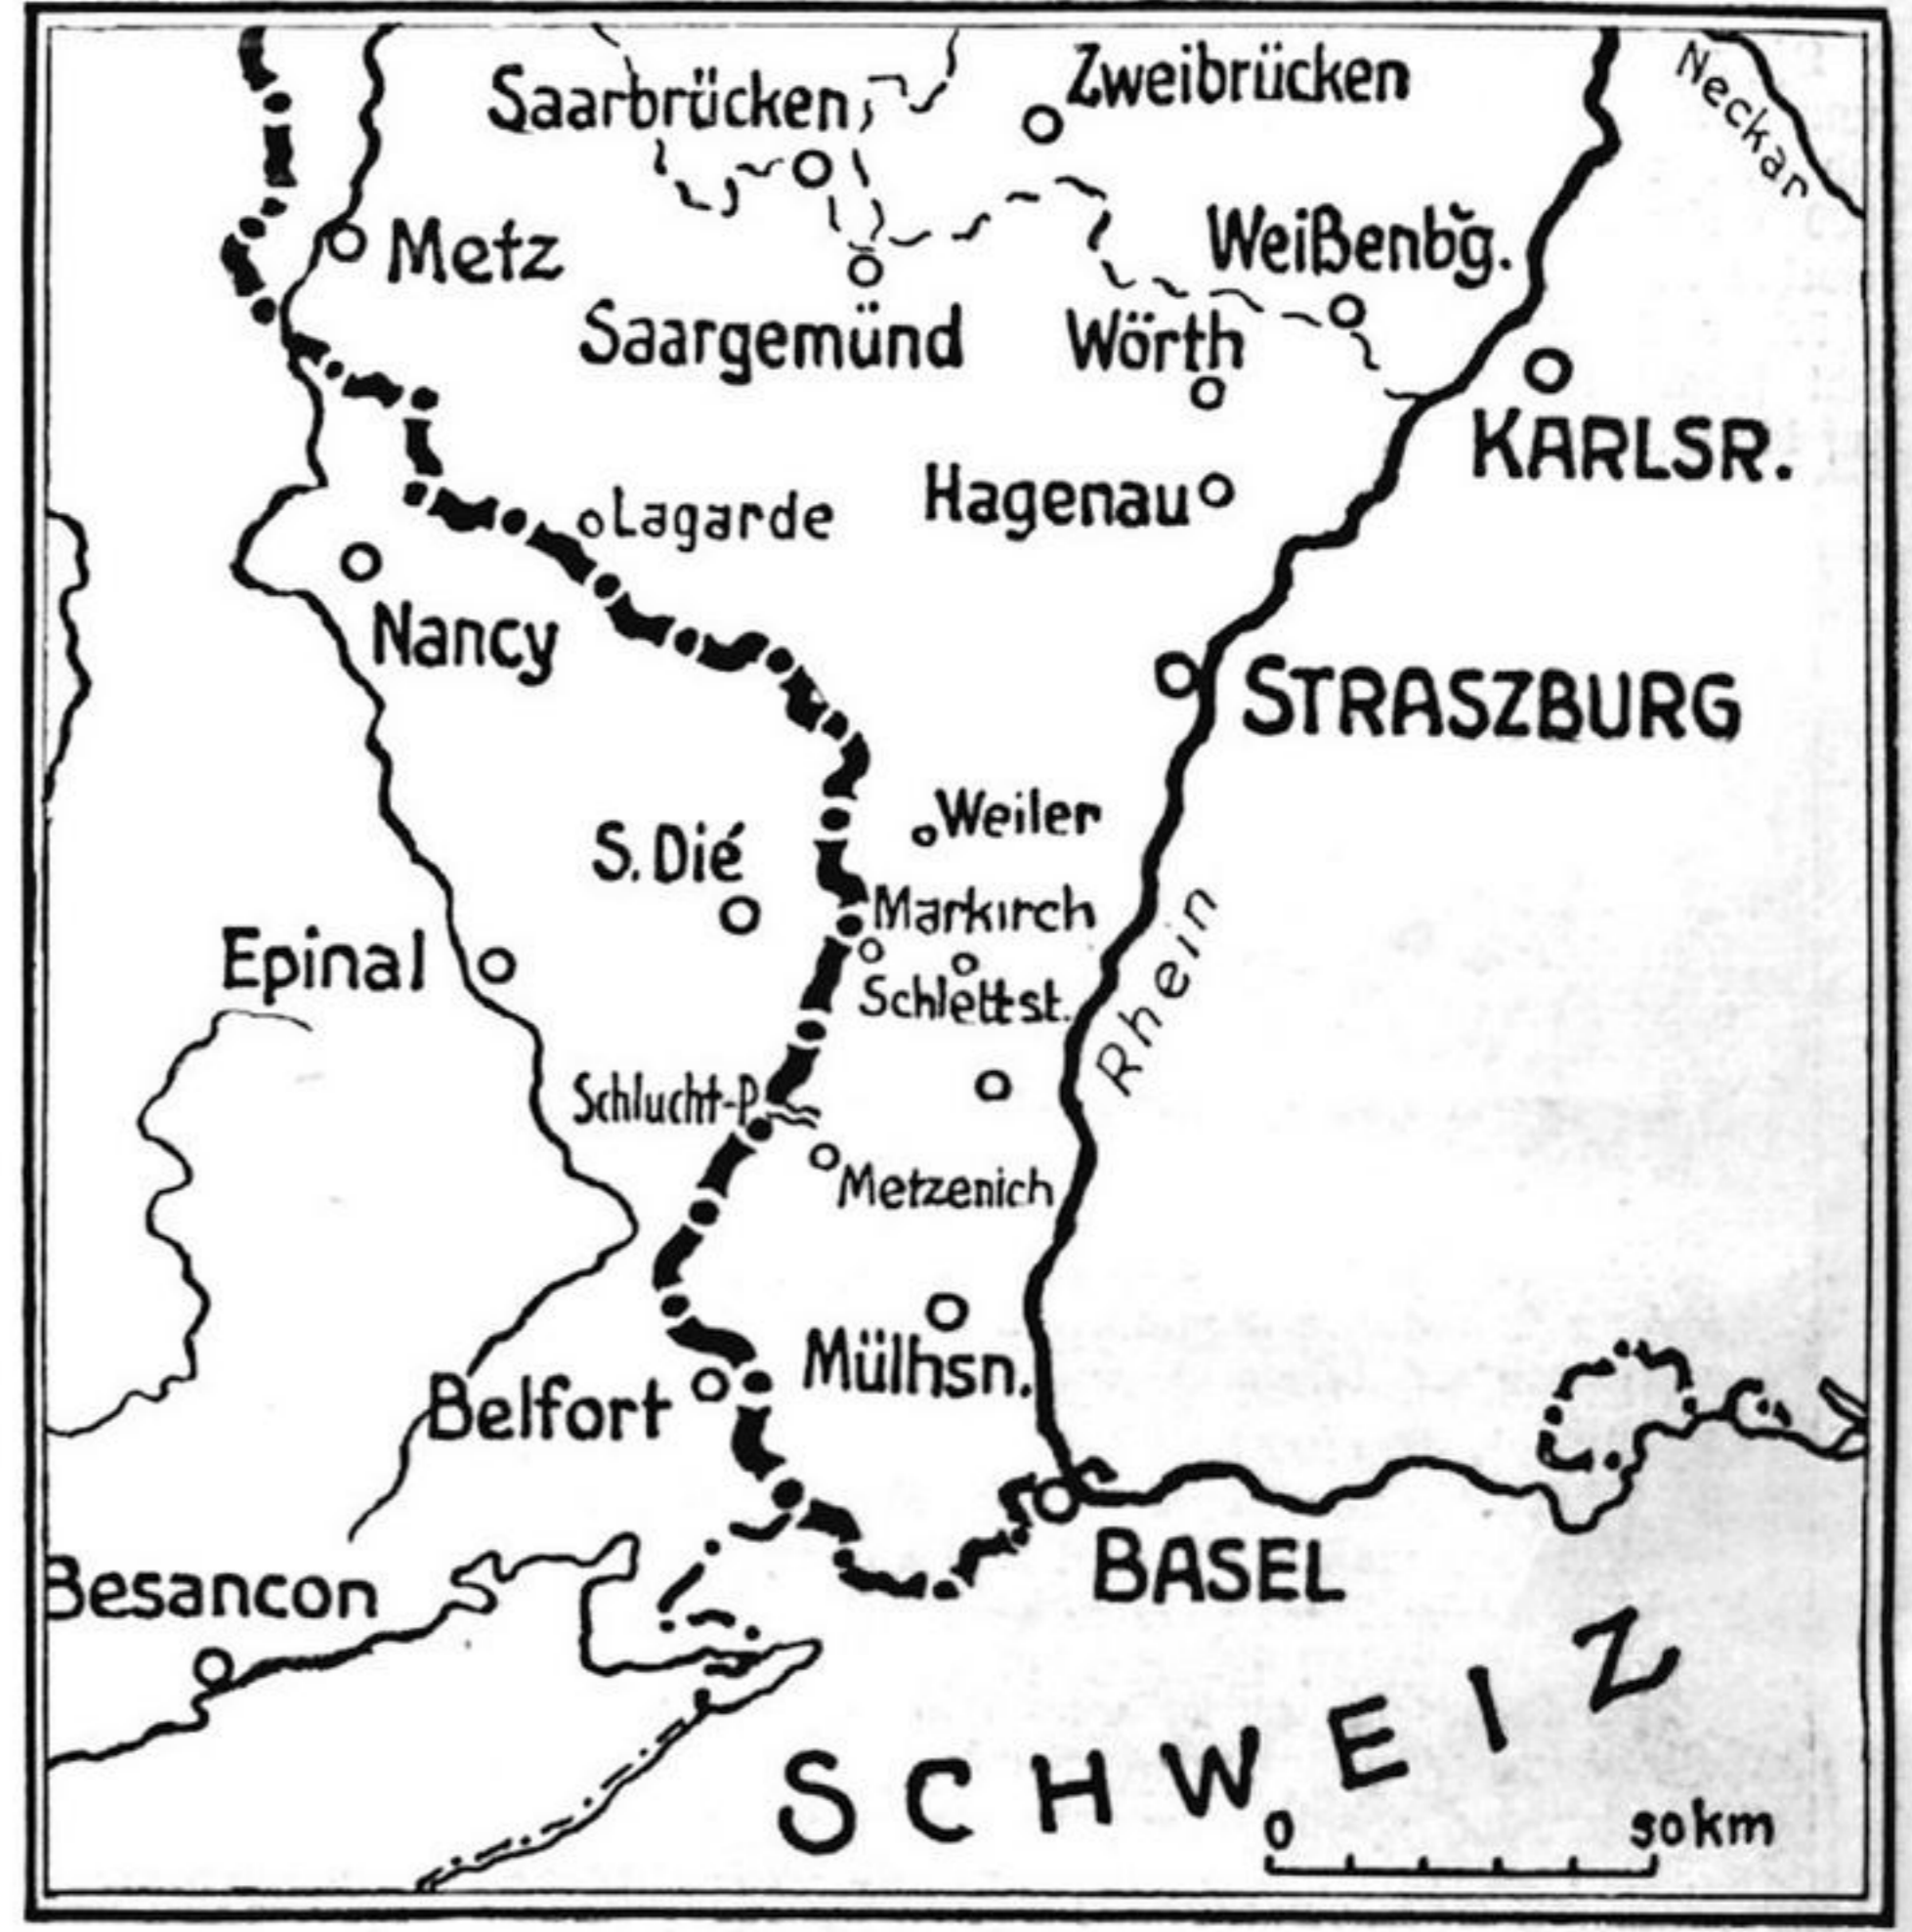 Neckar
Zweibrücken
Saarbrücken
Metz
Weißenbg̃.
Saargemünd
Wörth
KARLSR.
Lagarde
Hagenau
Nancy
STRASZBURG
Weiler
S. Dié
Markirch
Epinal
Rhein
Schlettst.
Schlucht-P.
Metzenich
Mülhsn.
Belfort
BASEL
Besancon
SCHWEIZ
0 50km